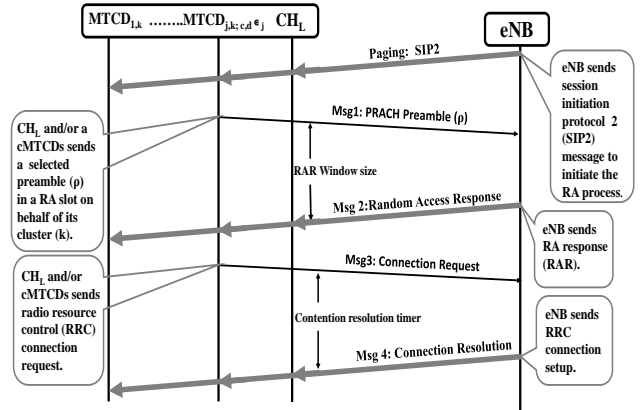 MTCD1,k ........MTCDj,k; c,d ∈ j CHL
eNB
Paging: SIP2
eNB sends
session
initiation
protocol 2
(SIP2)
message to
initiate the
RA process.
Msg1: PRACH Preamble (ρ)
CHL and/or a
cMTCDs sends
a selected
preamble (ρ)
in a RA slot on
behalf of its
cluster (k).
RAR Window size
Msg 2:Random Access Response
eNB sends
RA response
(RAR).
Msg3: Connection Request
CHL and/or
cMTCDs sends
radio resource
control (RRC)
connection
request.
Contention resolution timer
eNB sends
RRC
connection
setup.
Msg 4: Connection Resolution